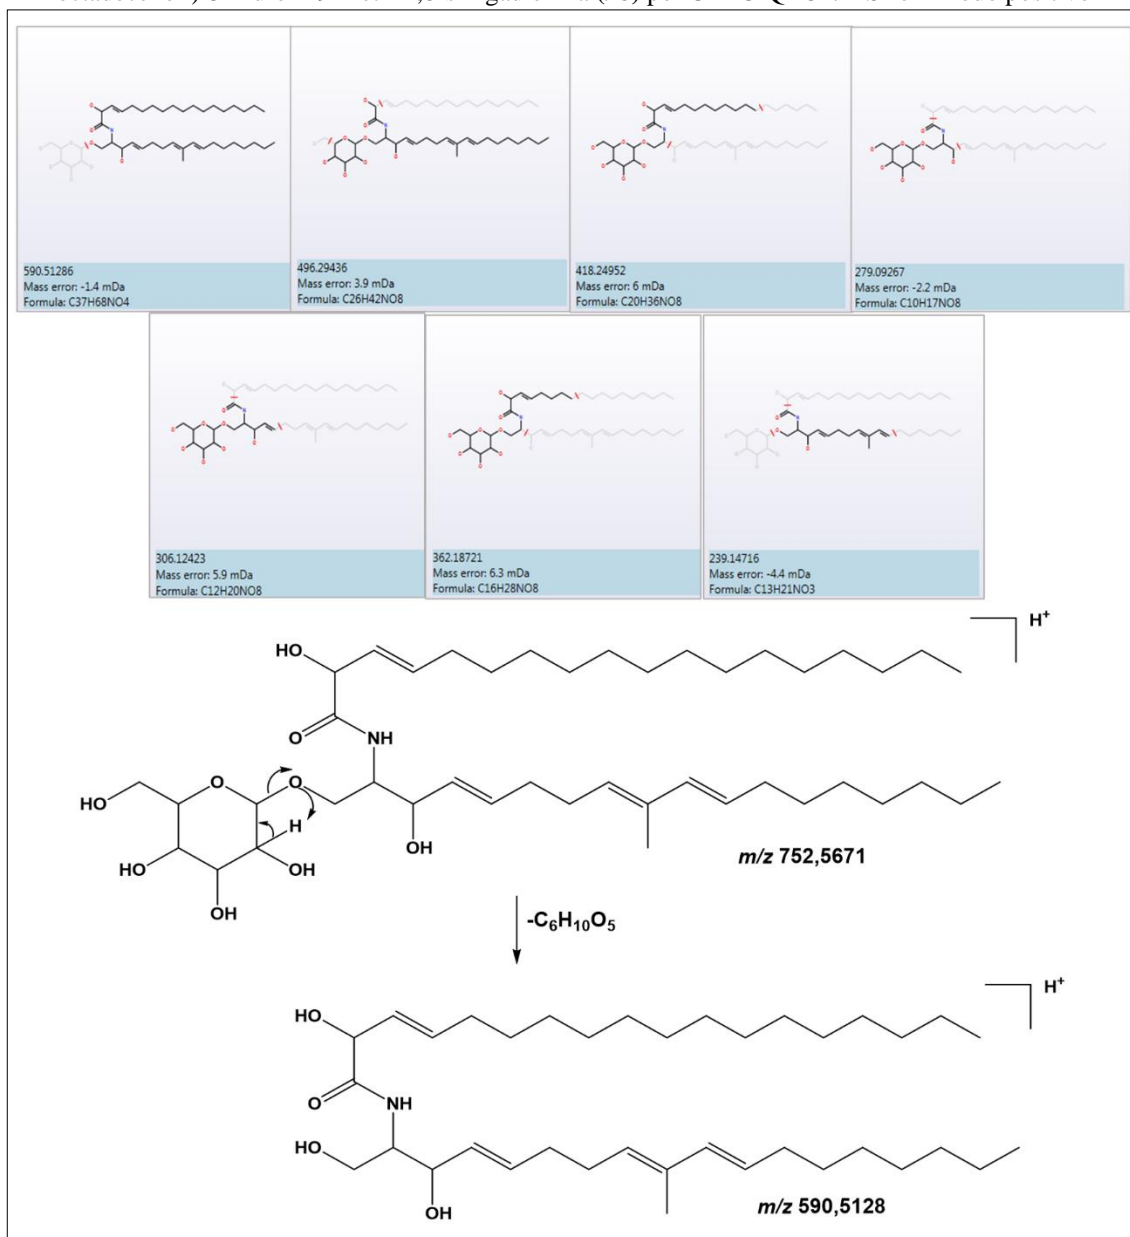 590.51286
Mass error: -1.4 mDa
Formula: C37H68NO4
496.29436
Mass error: 3.9 mDa
Formula: C26H42NO8
418.24952
Mass error: 6 mDa
Formula: C20H36NO8
279.09267
Mass error: -2.2 mDa
Formula: C10H17NO8
306.12423
Mass error: 5.9 mDa
Formula: C12H20NO8
362.18721
Mass error: 6.3 mDa
Formula: C16H28NO8
239.14716
Mass error: -4.4 mDa
Formula: C13H21NO3
H+
HO
O
NH
O
O
HO
H
HO
OH
OH
OH
m/z 752,5671
-C6H10O5
H+
HO
O
NH
HO
OH
m/z 590,5128